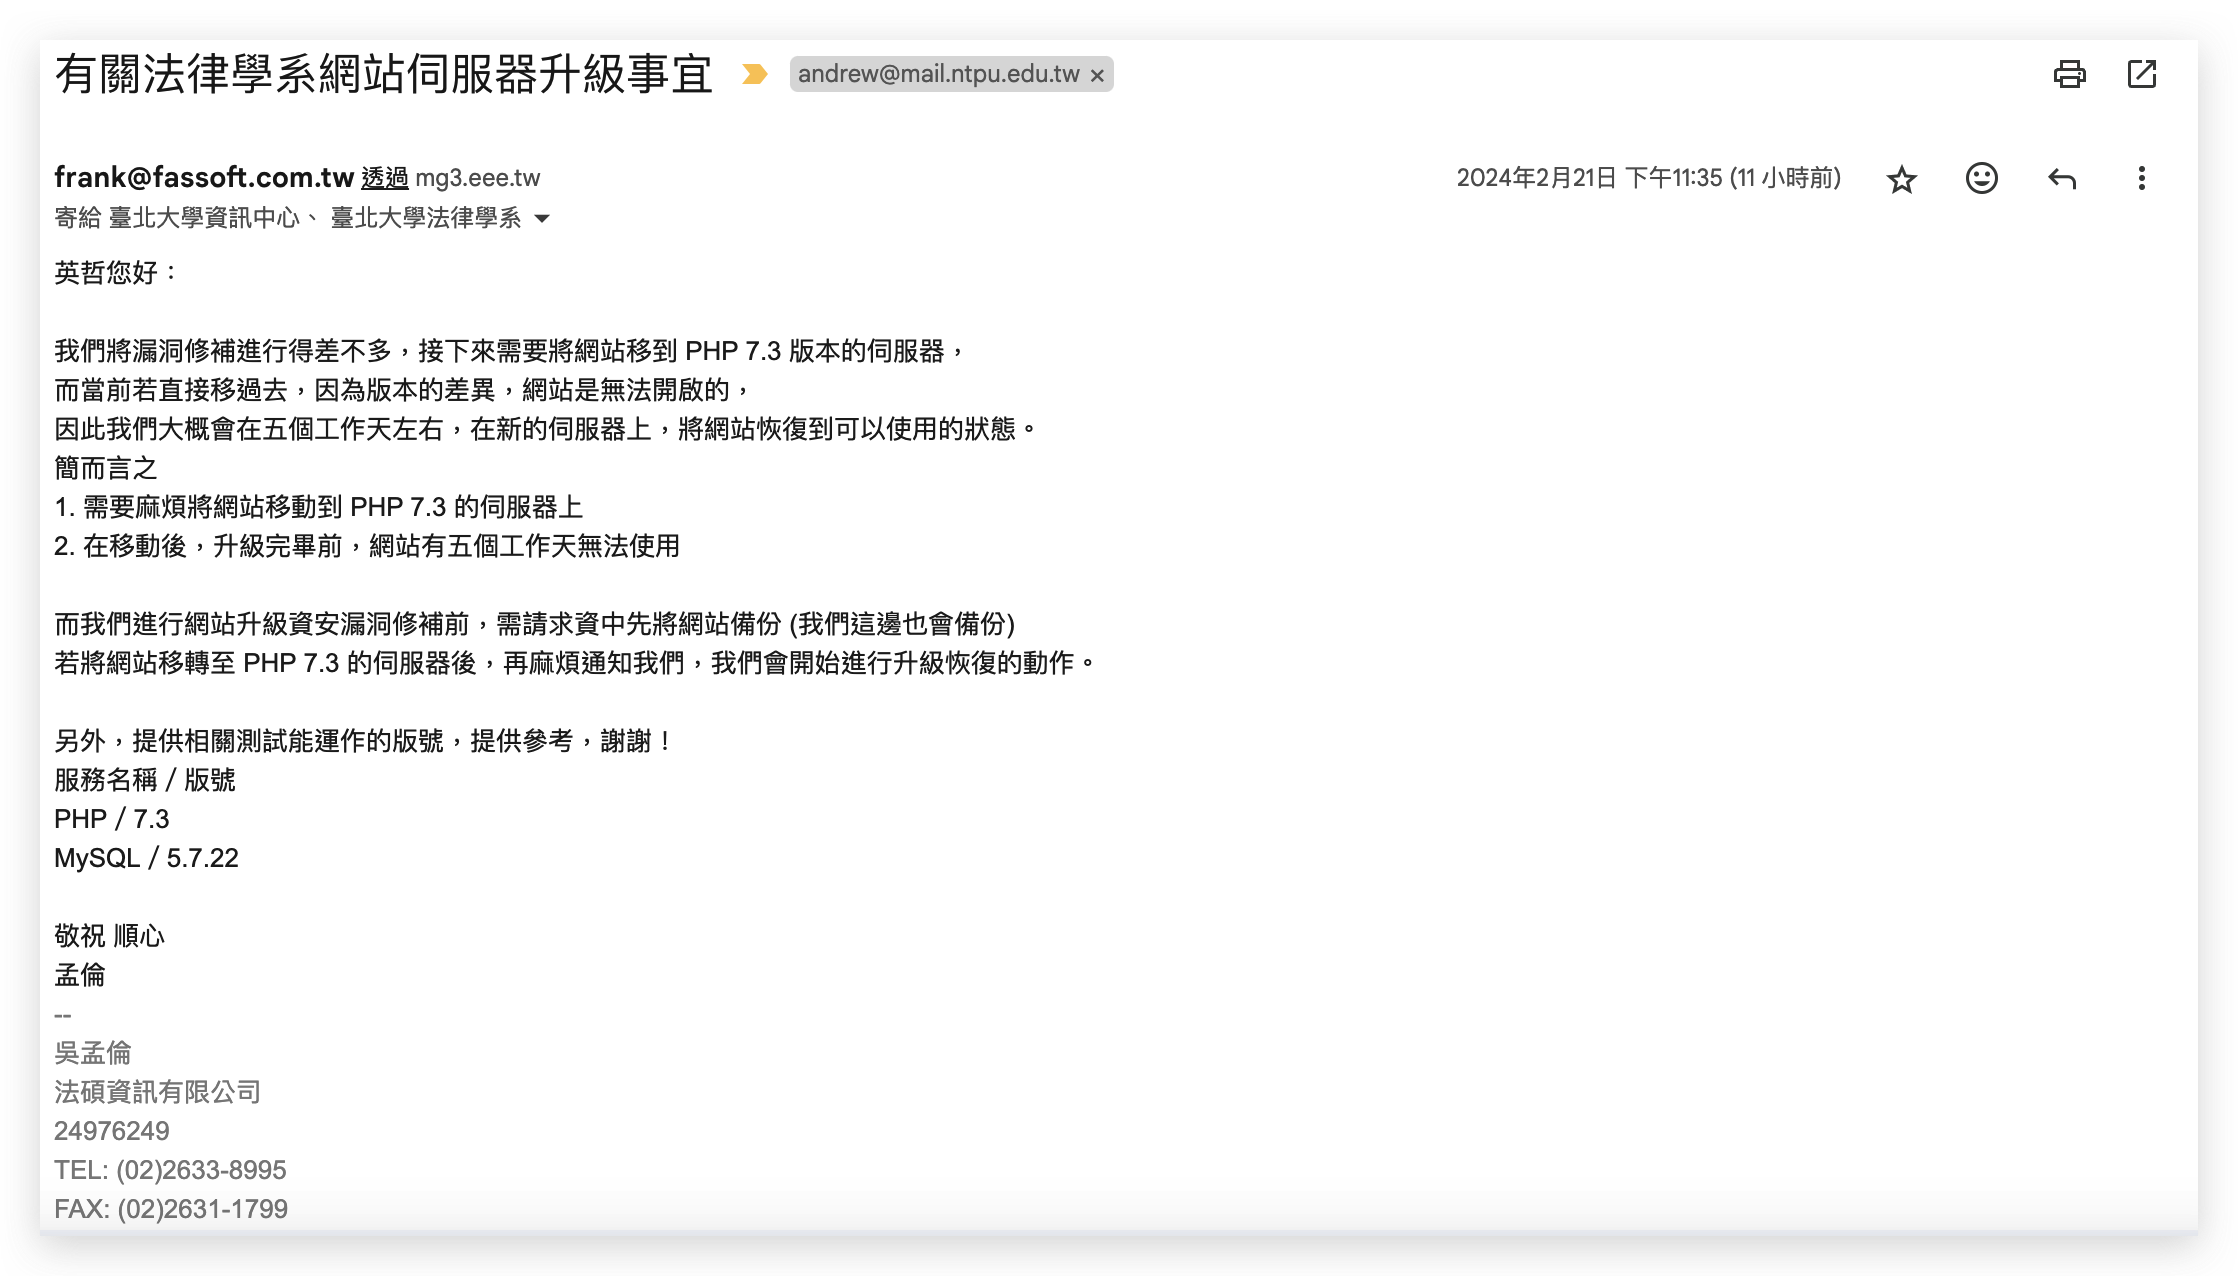 有關法律學系網站伺服器升級事宜 andrew@mail.ntpu.edu.tw ×
frank@fassoft.com.tw 透過 mg3.eee.tw 2024年2月21日 下午11:35 (11 小時前)
寄給 臺北大學資訊中心、 臺北大學法律學系
英哲您好：
我們將漏洞修補進行得差不多，接下來需要將網站移到 PHP 7.3 版本的伺服器，
而當前若直接移過去，因為版本的差異，網站是無法開啟的，
因此我們大概會在五個工作天左右，在新的伺服器上，將網站恢復到可以使用的狀態。
簡而言之
1. 需要麻煩將網站移動到 PHP 7.3 的伺服器上
2. 在移動後，升級完畢前，網站有五個工作天無法使用
而我們進行網站升級資安漏洞修補前，需請求資中先將網站備份 (我們這邊也會備份)
若將網站移轉至 PHP 7.3 的伺服器後，再麻煩通知我們，我們會開始進行升級恢復的動作。
另外，提供相關測試能運作的版號，提供參考，謝謝！
服務名稱 / 版號
PHP / 7.3
MySQL / 5.7.22
敬祝 順心
孟倫
--
吳孟倫
法碩資訊有限公司
24976249
TEL: (02)2633-8995
FAX: (02)2631-1799